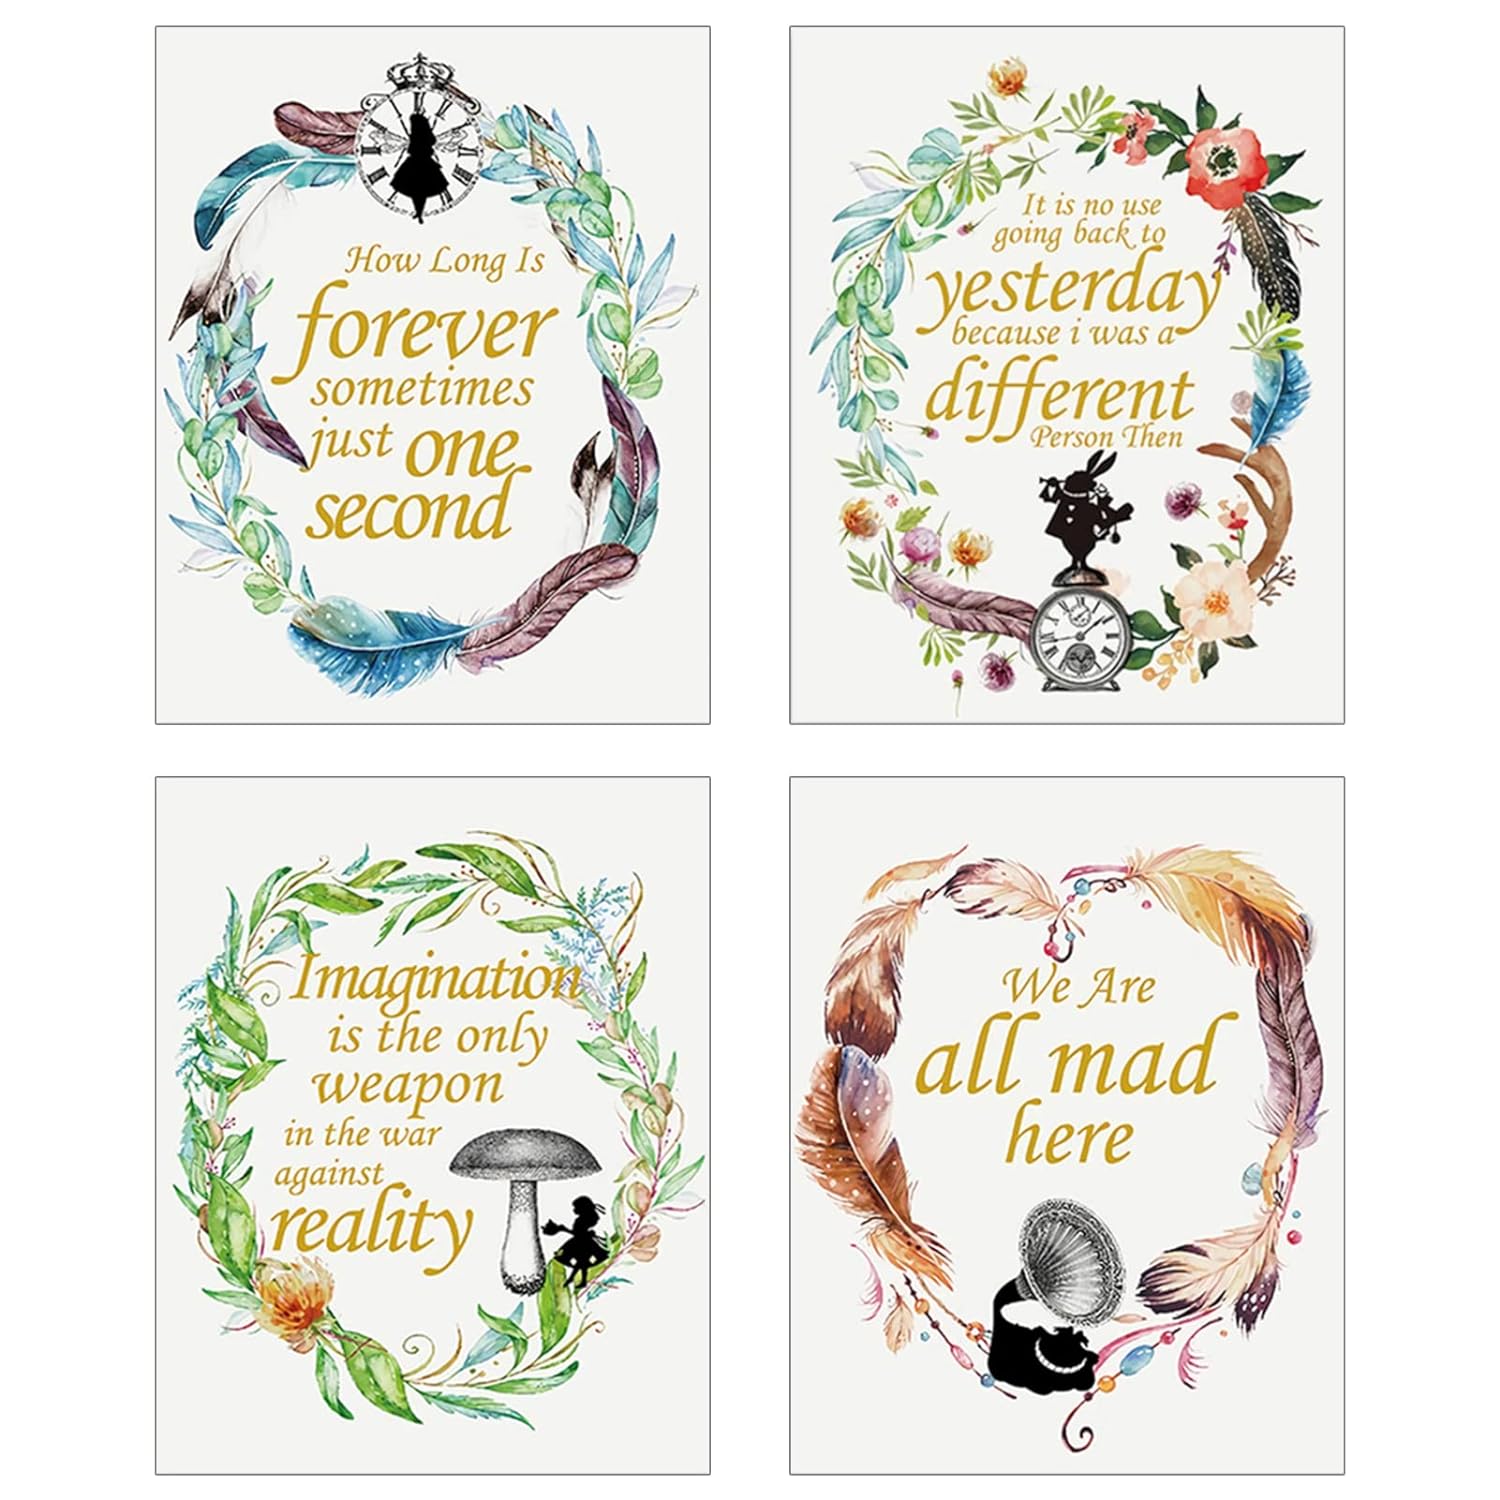 How Long Is
forever
sometimes
just one
second
It is no use
going back to
yesterday
because i was a
different
Person Then
Imagination
is the only
weapon
in the war
against
reality
We Are
all mad
here